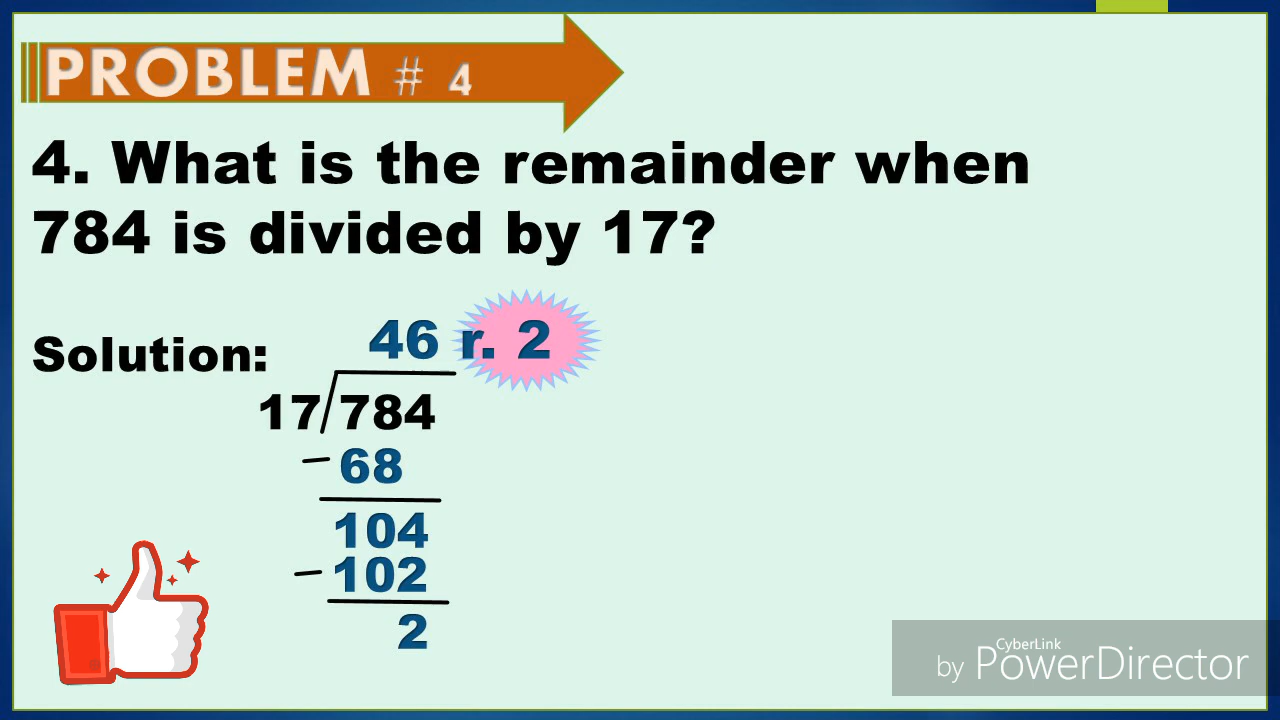 PROBLEM # 4
4. What is the remainder when
784 is divided by 17?
Solution:
46 r. 2
17 784
– 68
104
– 102
2
by CyberLink PowerDirector